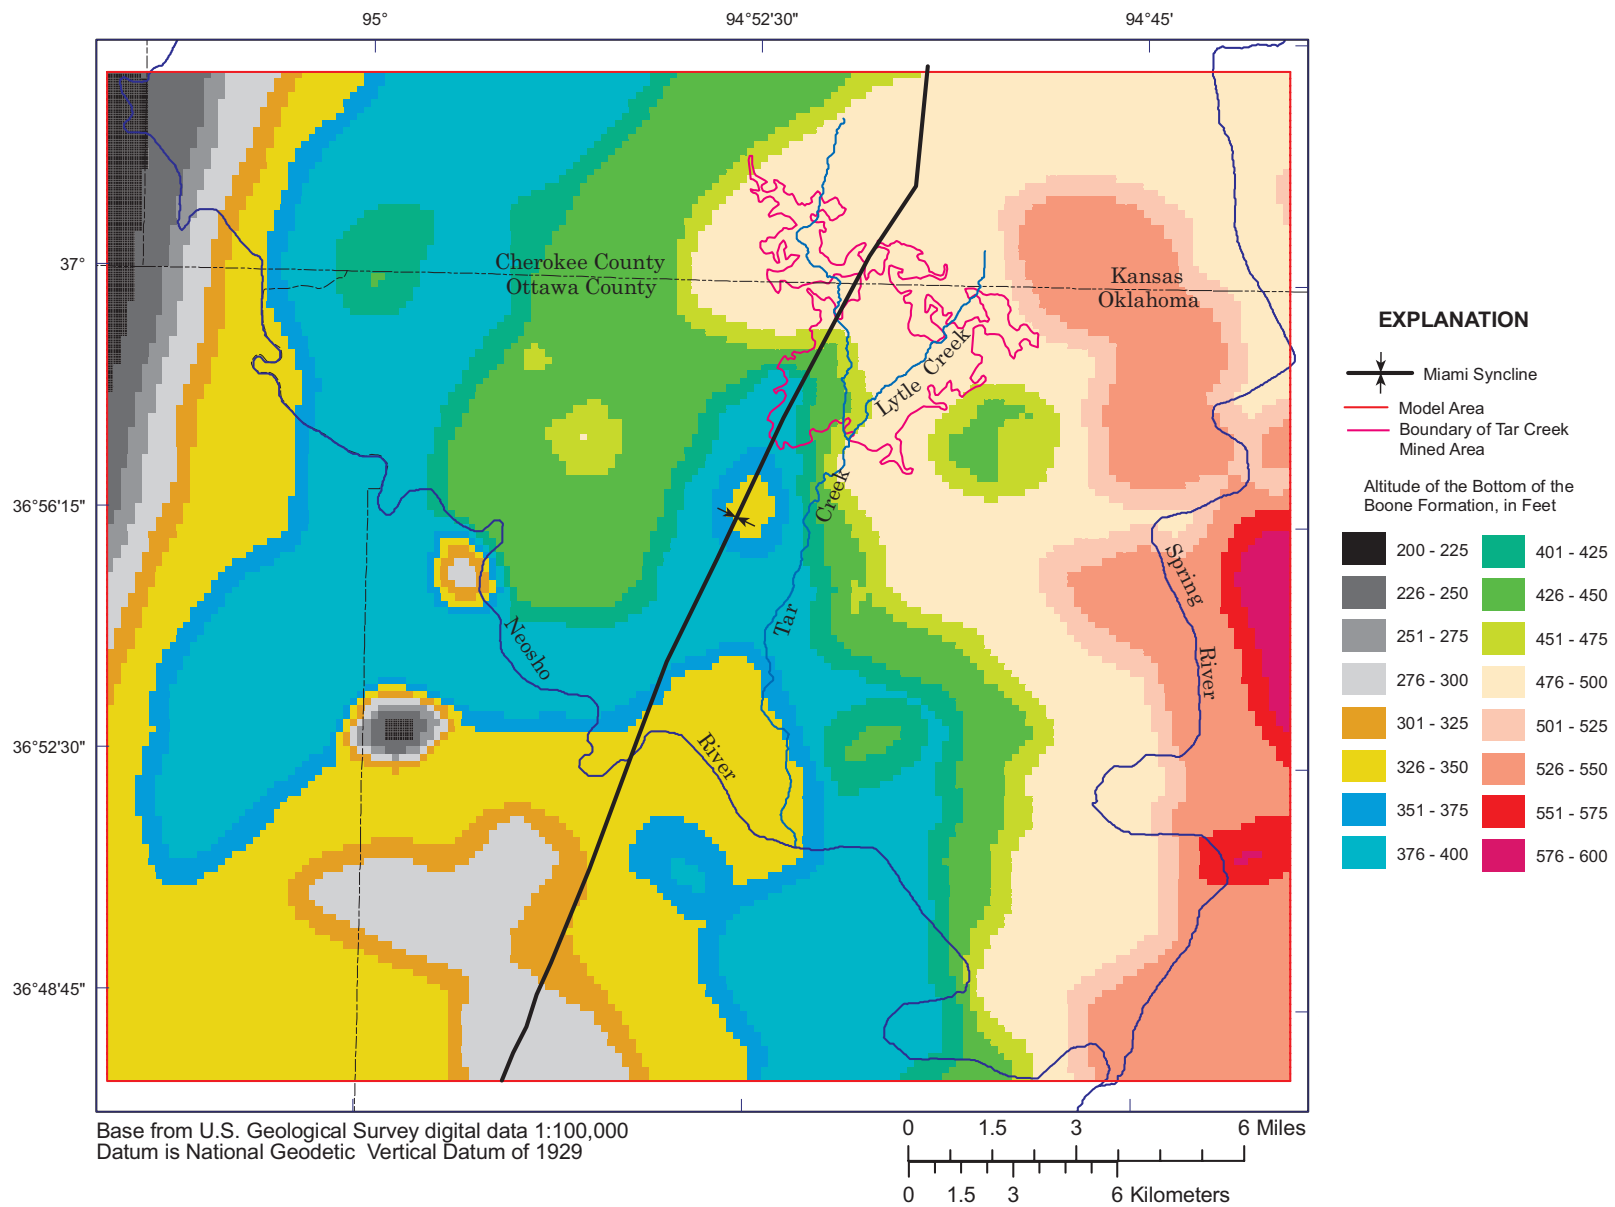 95°
94°52'30"
94°45'
37°
36°56'15"
36°52'30"
36°48'45"
Cherokee County
Ottawa County
Kansas
Oklahoma
Lytle Creek
Tar Creek
Neosho River
Spring River
EXPLANATION
Miami Syncline
Model Area
Boundary of Tar Creek
Mined Area
Altitude of the Bottom of the
Boone Formation, in Feet
200 - 225
226 - 250
251 - 275
276 - 300
301 - 325
326 - 350
351 - 375
376 - 400
401 - 425
426 - 450
451 - 475
476 - 500
501 - 525
526 - 550
551 - 575
576 - 600
Base from U.S. Geological Survey digital data 1:100,000
Datum is National Geodetic Vertical Datum of 1929
0 1.5 3 6 Miles
0 1.5 3 6 Kilometers